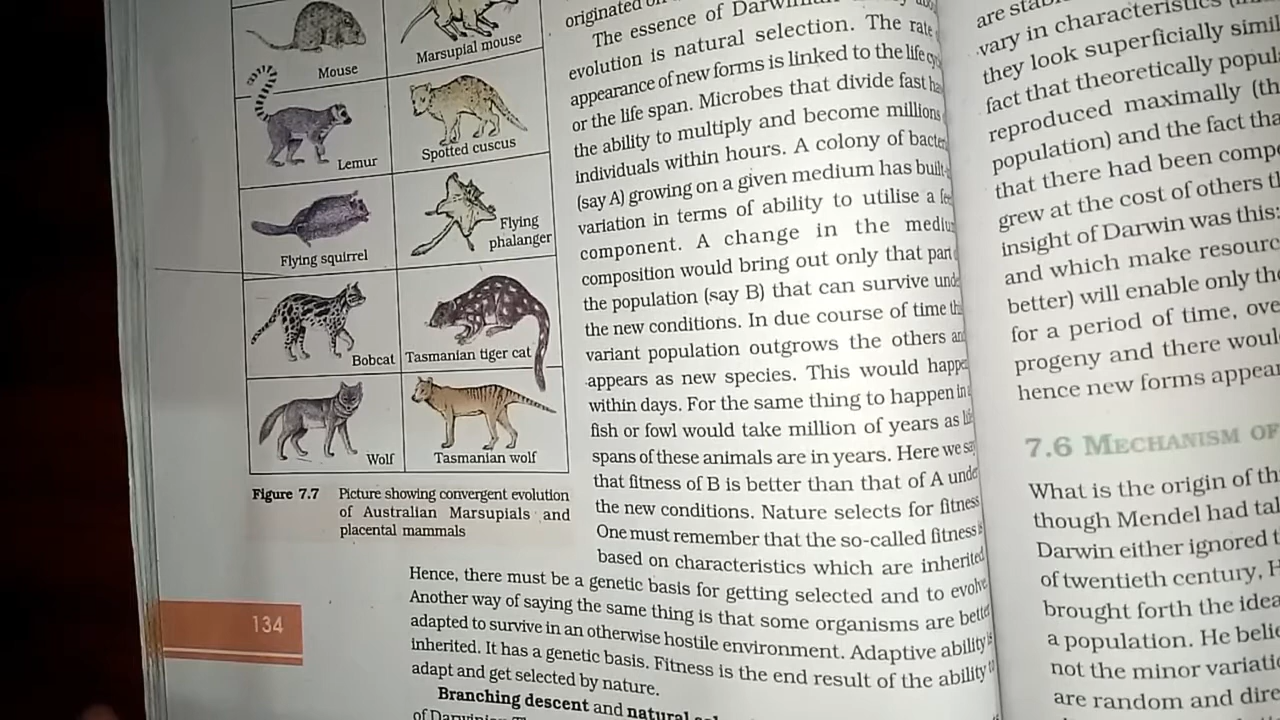 Mouse
Marsupial mouse
Lemur
Spotted cuscus
Flying squirrel
Flying
phalanger
Bobcat
Tasmanian tiger cat
Wolf
Tasmanian wolf
Figure 7.7 Picture showing convergent evolution
of Australian Marsupials and
placental mammals
134
originated
The essence of
evolution is natural selection. The rate
appearance of new forms is linked to the life
or the life span. Microbes that divide fast
the ability to multiply and become millions
individuals within hours. A colony of
(say A) growing on a given medium has
variation in terms of ability to utilise a
component. A change in the
composition would bring out only that
the population (say B) that can survive
the new conditions. In due course of time
variant population outgrows the others
appears as new species. This would
within days. For the same thing to happen in
fish or fowl would take million of years as
spans of these animals are in years. Here we
that fitness of B is better than that of A
the new conditions. Nature selects for fitness
One must remember that the so-called fitness
based on characteristics which are inherited
Hence, there must be a genetic basis for getting selected and to evolve
Another way of saying the same thing is that some organisms are
adapted to survive in an otherwise hostile environment. Adaptive ability
inherited. It has a genetic basis. Fitness is the end result of the ability
adapt and get selected by nature.
Branching descent and natural
of
are
vary in characteristics
they look superficially
fact that theoretically
reproduced maximally
population) and the fact
that there had been
grew at the cost of others
insight of Darwin was this:
and which make
better) will enable only
for a period of time,
progeny and there
hence new forms
7.6 MECHANISM OF
What is the origin of
though Mendel had
Darwin either ignored
of twentieth century,
brought forth the
a population. He
not the minor
are random and